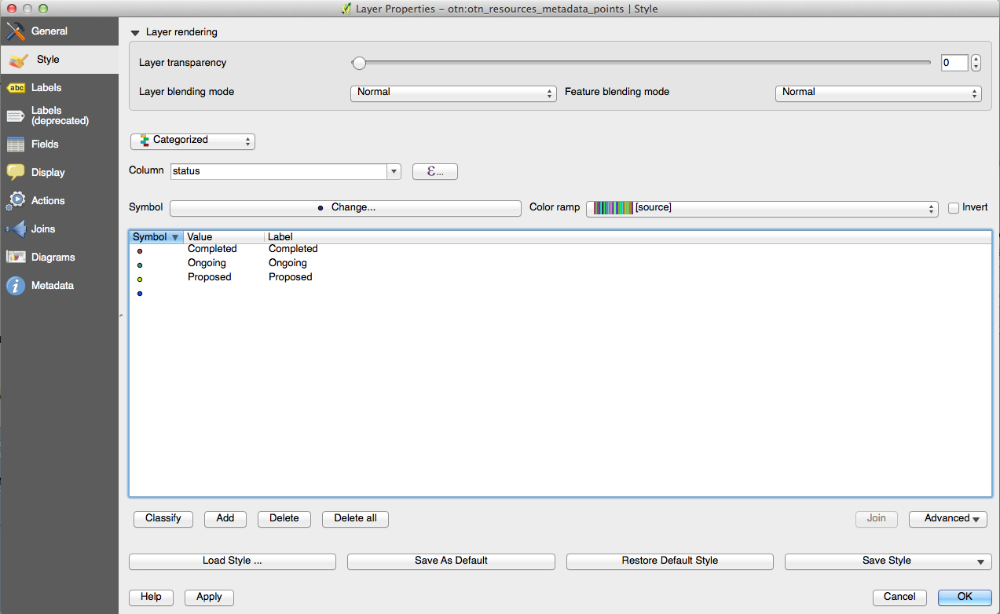 Layer Properties – otn:otn_resources_metadata_points | Style
General
Style
abc Labels
Labels
(deprecated)
Fields
Display
Actions
Joins
Diagrams
i Metadata
Layer rendering
Layer transparency 0
Layer blending mode Normal Feature blending mode Normal
Categorized
Column status ε...
Symbol Change... Color ramp [source] Invert
Symbol Value Label
Completed Completed
Ongoing Ongoing
Proposed Proposed
Classify Add Delete Delete all Join Advanced
Load Style ... Save As Default Restore Default Style Save Style
Help Apply Cancel OK